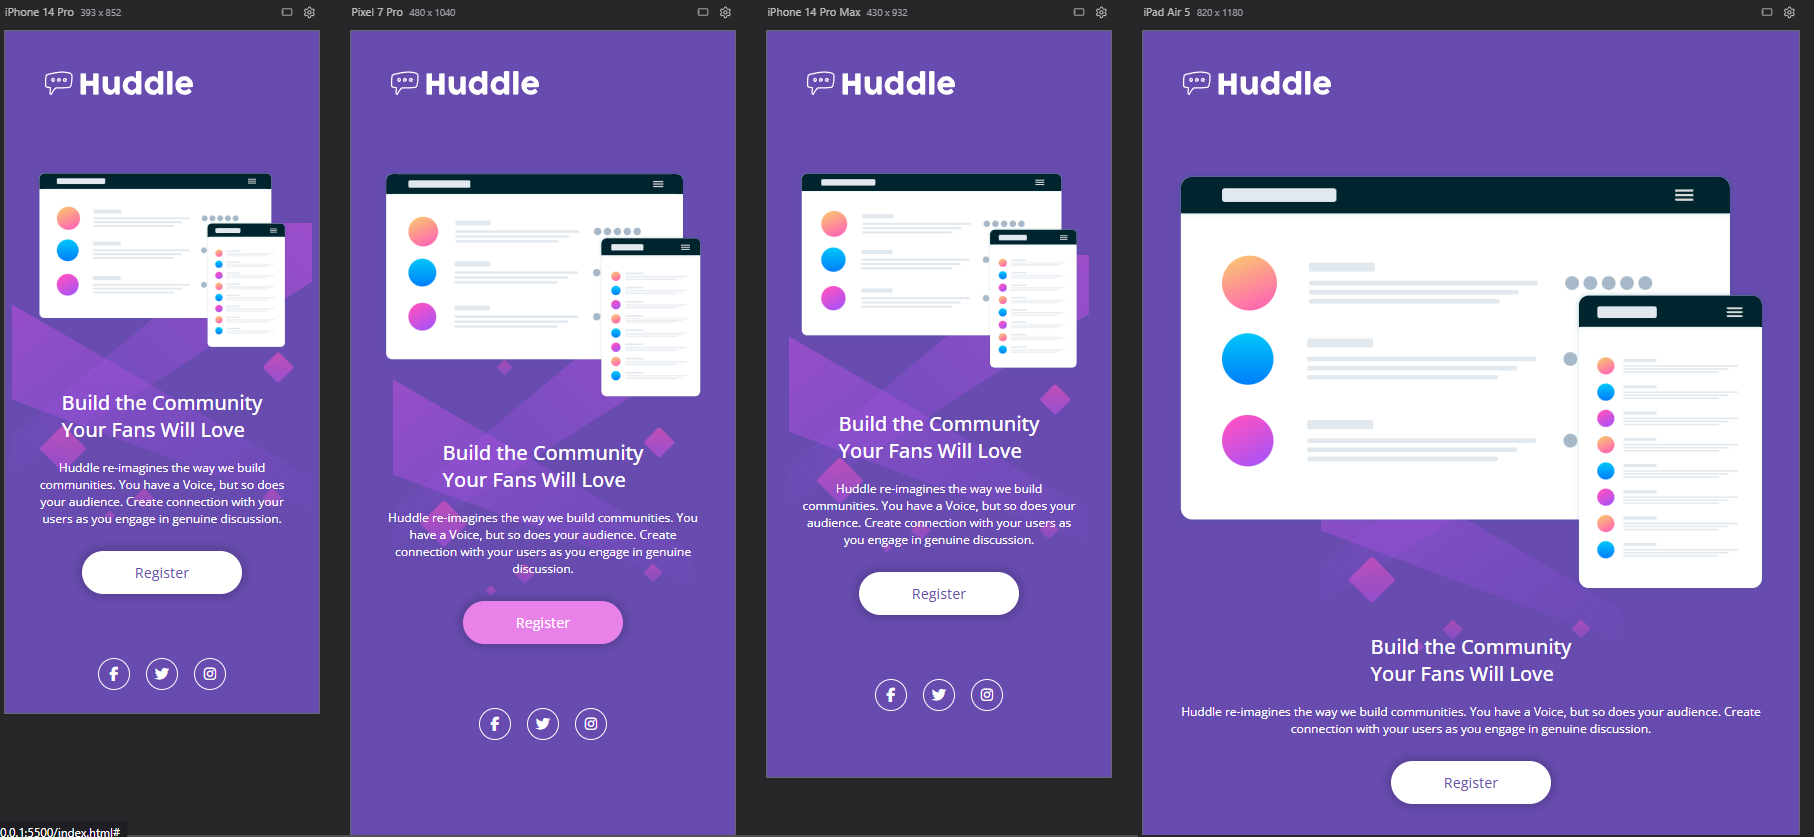 iPhone 14 Pro 393 x 852
Huddle
Build the Community
Your Fans Will Love
Huddle re-imagines the way we build
communities. You have a Voice, but so does
your audience. Create connection with your
users as you engage in genuine discussion.
Register
0.0.1:5500/index.html#
Pixel 7 Pro 480 x 1040
Huddle
Build the Community
Your Fans Will Love
Huddle re-imagines the way we build communities. You
have a Voice, but so does your audience. Create
connection with your users as you engage in genuine
discussion.
Register
iPhone 14 Pro Max 430 x 932
Huddle
Build the Community
Your Fans Will Love
Huddle re-imagines the way we build
communities. You have a Voice, but so does your
audience. Create connection with your users as
you engage in genuine discussion.
Register
iPad Air 5 820 x 1180
Huddle
Build the Community
Your Fans Will Love
Huddle re-imagines the way we build communities. You have a Voice, but so does your audience. Create
connection with your users as you engage in genuine discussion.
Register